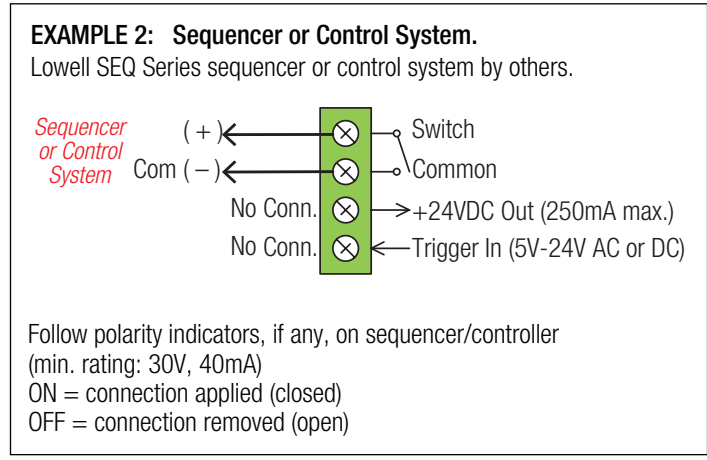 EXAMPLE 2: Sequencer or Control System.
Lowell SEQ Series sequencer or control system by others.
Sequencer
or Control
System
( + )
Switch
Com ( – )
Common
No Conn.
+24VDC Out (250mA max.)
No Conn.
Trigger In (5V-24V AC or DC)
Follow polarity indicators, if any, on sequencer/controller
(min. rating: 30V, 40mA)
ON = connection applied (closed)
OFF = connection removed (open)